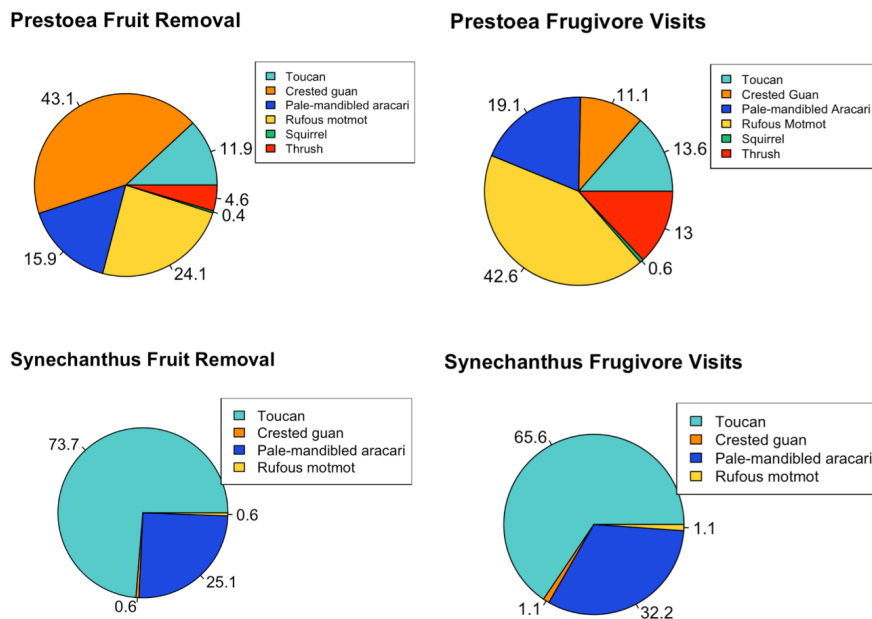 Prestoea Fruit Removal
Toucan
Crested guan
Pale-mandibled aracari
Rufous motmot
Squirrel
Thrush
43.1
11.9
4.6
0.4
24.1
15.9
Prestoea Frugivore Visits
Toucan
Crested Guan
Pale-mandibled Aracari
Rufous Motmot
Squirrel
Thrush
19.1
11.1
13.6
13
0.6
42.6
Synechanthus Fruit Removal
Toucan
Crested guan
Pale-mandibled aracari
Rufous motmot
73.7
0.6
25.1
0.6
Synechanthus Frugivore Visits
Toucan
Crested guan
Pale-mandibled aracari
Rufous motmot
65.6
1.1
32.2
1.1